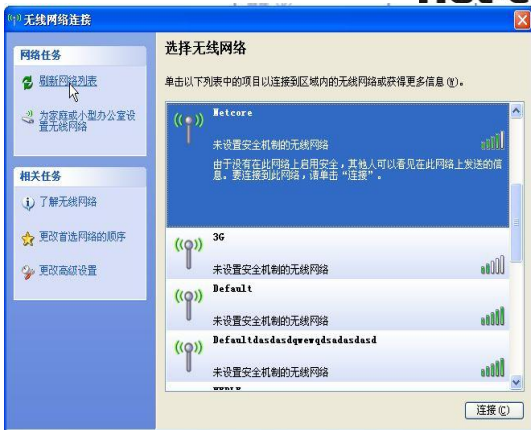 无线网络连接
网络任务
刷新网络列表
为家庭或小型办公室设
置无线网络
相关任务
了解无线网络
更改首选网络的顺序
更改高级设置
选择无线网络
单击以下列表中的项目以连接到区域内的无线网络或获得更多信息(W)。
Netcore
未设置安全机制的无线网络
由于没有在此网络上启用安全,其他人可以看见在此网络上发送的信
息。要连接到此网络,请单击“连接”。
3G
未设置安全机制的无线网络
Default
未设置安全机制的无线网络
Defaultdasdasdqwewqdsadasdasd
未设置安全机制的无线网络
连接(C)